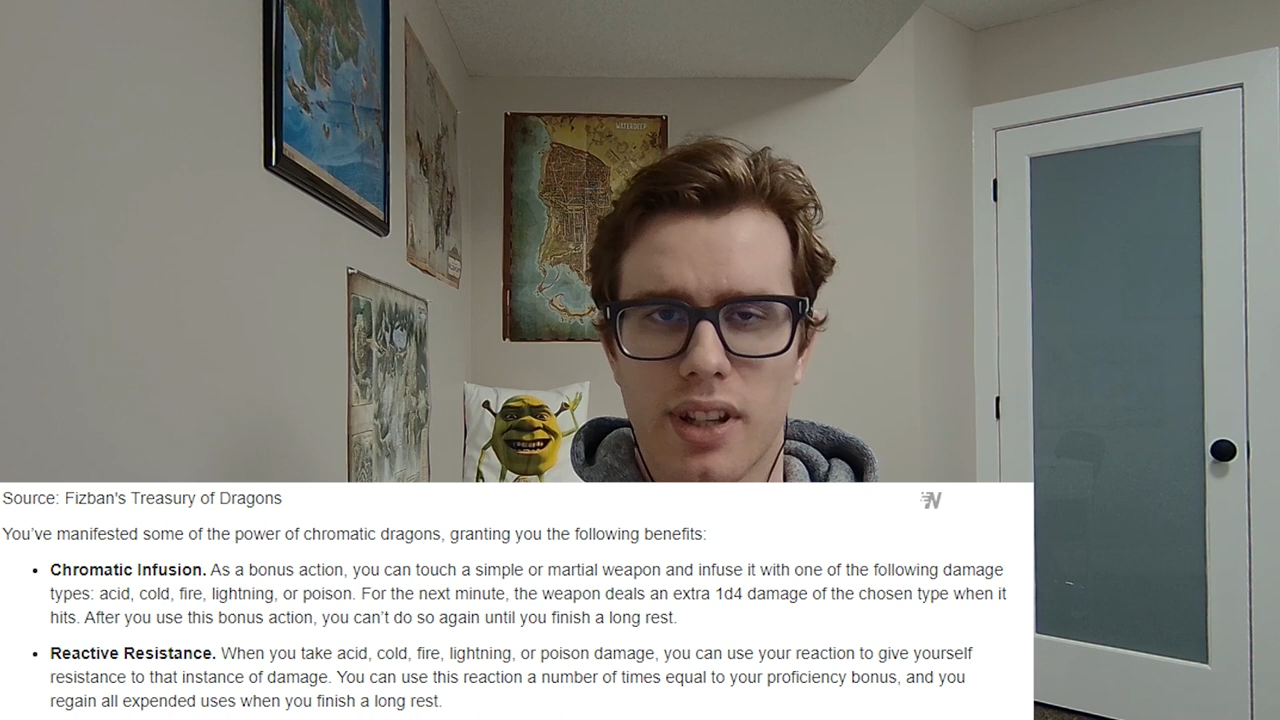 WATERDEEP
Source: Fizban's Treasury of Dragons
You've manifested some of the power of chromatic dragons, granting you the following benefits:
• Chromatic Infusion. As a bonus action, you can touch a simple or martial weapon and infuse it with one of the following damage
types: acid, cold, fire, lightning, or poison. For the next minute, the weapon deals an extra 1d4 damage of the chosen type when it
hits. After you use this bonus action, you can’t do so again until you finish a long rest.
• Reactive Resistance. When you take acid, cold, fire, lightning, or poison damage, you can use your reaction to give yourself
resistance to that instance of damage. You can use this reaction a number of times equal to your proficiency bonus, and you
regain all expended uses when you finish a long rest.